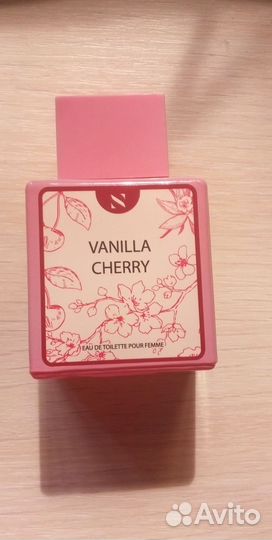 VANILLA
CHERRY
EAU DE TOILETTE POUR FEMME
Avito